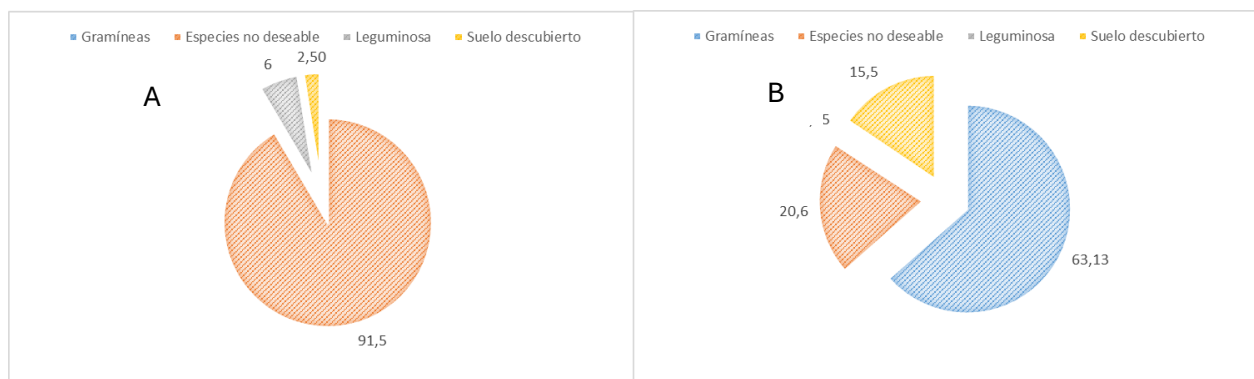 Gramíneas Especies no deseable Leguminosa Suelo descubierto
6
2,50
A
91,5
Gramíneas Especies no deseable Leguminosa Suelo descubierto
15,5
B
. 5
20,6
63,13